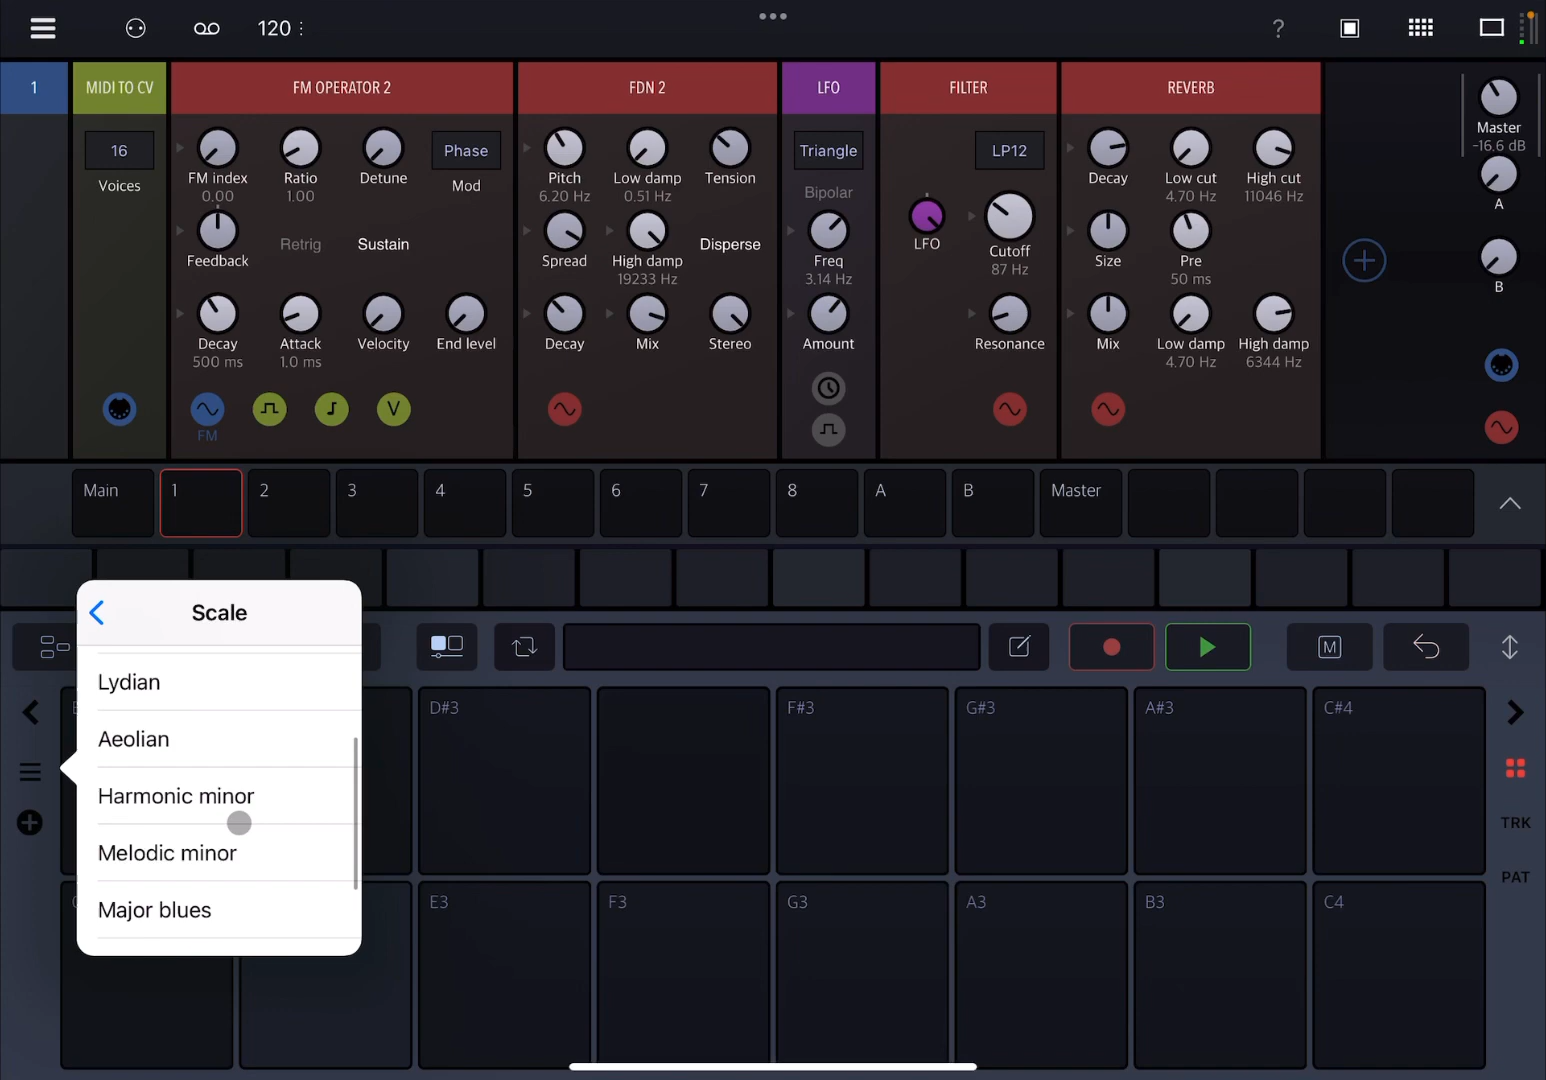 120
?
1
MIDI TO CV
FM OPERATOR 2
FDN 2
LFO
FILTER
REVERB
16
Voices
FM index
0.00
Ratio
1.00
Detune
Phase
Mod
Feedback
Retrig
Sustain
Decay
500 ms
Attack
1.0 ms
Velocity
End level
FM
V
Pitch
6.20 Hz
Low damp
0.51 Hz
Tension
Spread
High damp
19233 Hz
Disperse
Decay
Mix
Stereo
Triangle
Bipolar
Freq
3.14 Hz
Amount
LP12
LFO
Cutoff
87 Hz
Resonance
Decay
Low cut
4.70 Hz
High cut
11046 Hz
Size
Pre
50 ms
Mix
Low damp
4.70 Hz
High damp
6344 Hz
Master
-16.6 dB
A
B
Main
1
2
3
4
5
6
7
8
A
B
Master
Scale
Lydian
Aeolian
Harmonic minor
Melodic minor
Major blues
M
D#3
F#3
G#3
A#3
C#4
TRK
PAT
E3
F3
G3
A3
B3
C4